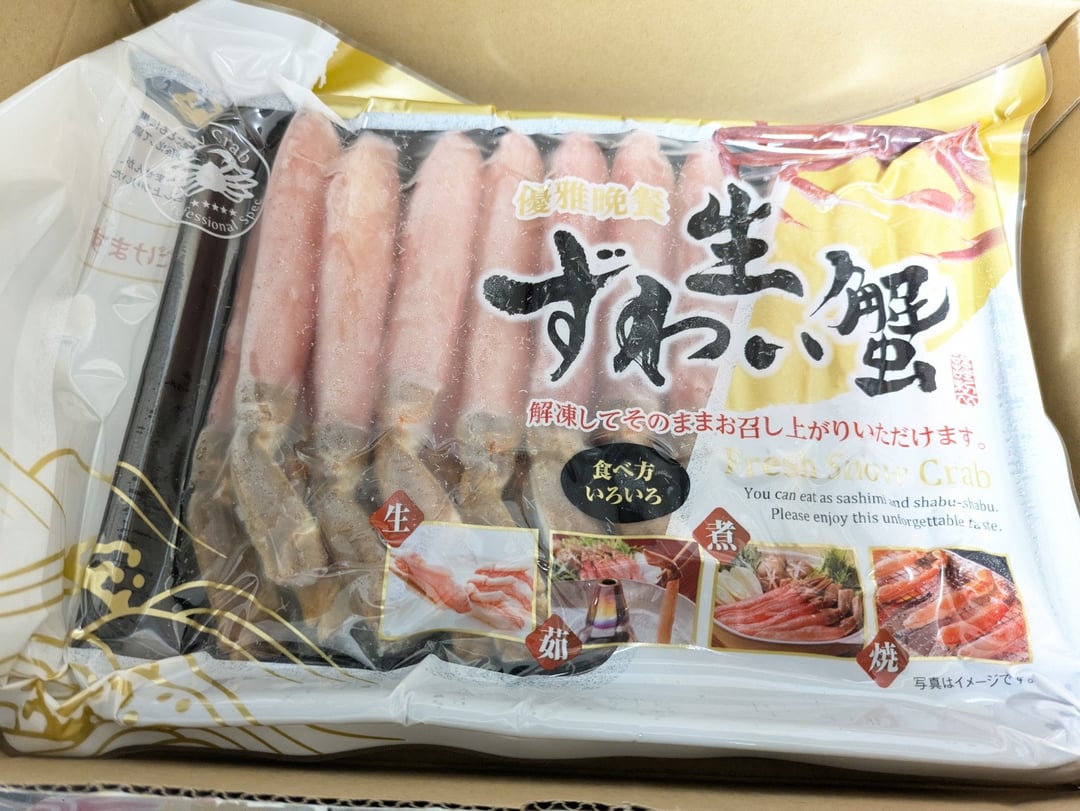 Crab
★★★★★
優雅晩餐
生
ずわい蟹
解凍してそのままお召し上がりいただけます。
食べ方
いろいろ
Fresh Snow Crab
You can eat as sashimi and shabu-shabu.
Please enjoy this unforgettable taste.
生
茹
煮
焼
写真はイメージです。